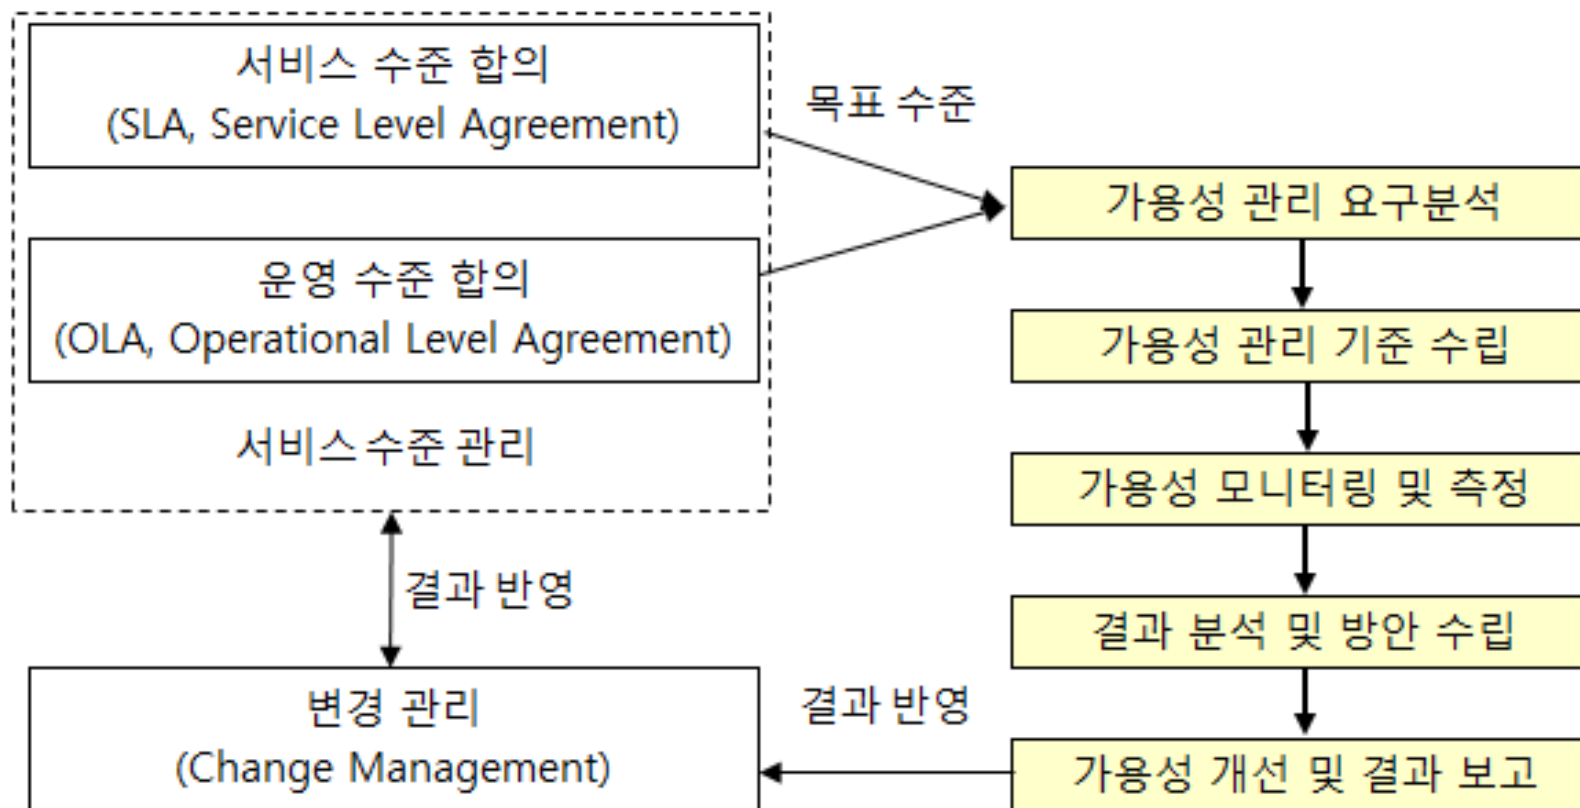 서비스 수준 합의
(SLA, Service Level Agreement)
목표 수준
운영 수준 합의
(OLA, Operational Level Agreement)
서비스 수준 관리
결과 반영
변경 관리
(Change Management)
가용성 관리 요구분석
가용성 관리 기준 수립
가용성 모니터링 및 측정
결과 분석 및 방안 수립
가용성 개선 및 결과 보고
결과 반영